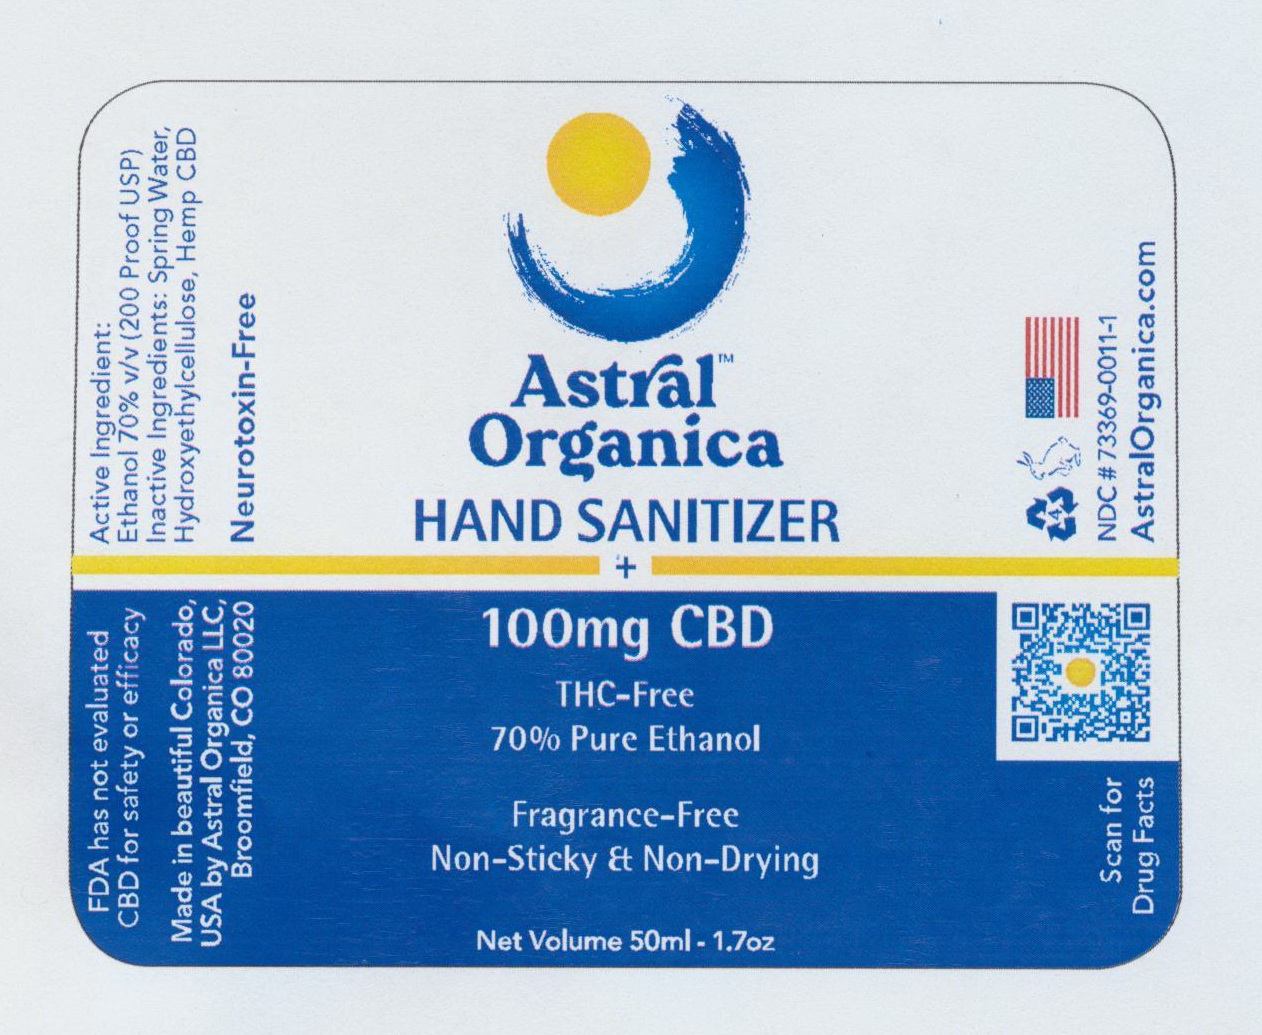 Active Ingredient:
Ethanol 70% v/v (200 Proof USP)
Inactive Ingredients: Spring Water,
Hydroxyethylcellulose, Hemp CBD
Neurotoxin-Free
Astral™
Organica
HAND SANITIZER
+
100mg CBD
THC-Free
70% Pure Ethanol
Fragrance-Free
Non-Sticky & Non-Drying
Net Volume 50ml - 1.7oz
FDA has not evaluated
CBD for safety or efficacy
Made in beautiful Colorado,
USA by Astral Organica LLC,
Broomfield, CO 80020
4
NDC # 73369-0011-1
AstralOrganica.com
Scan for
Drug Facts